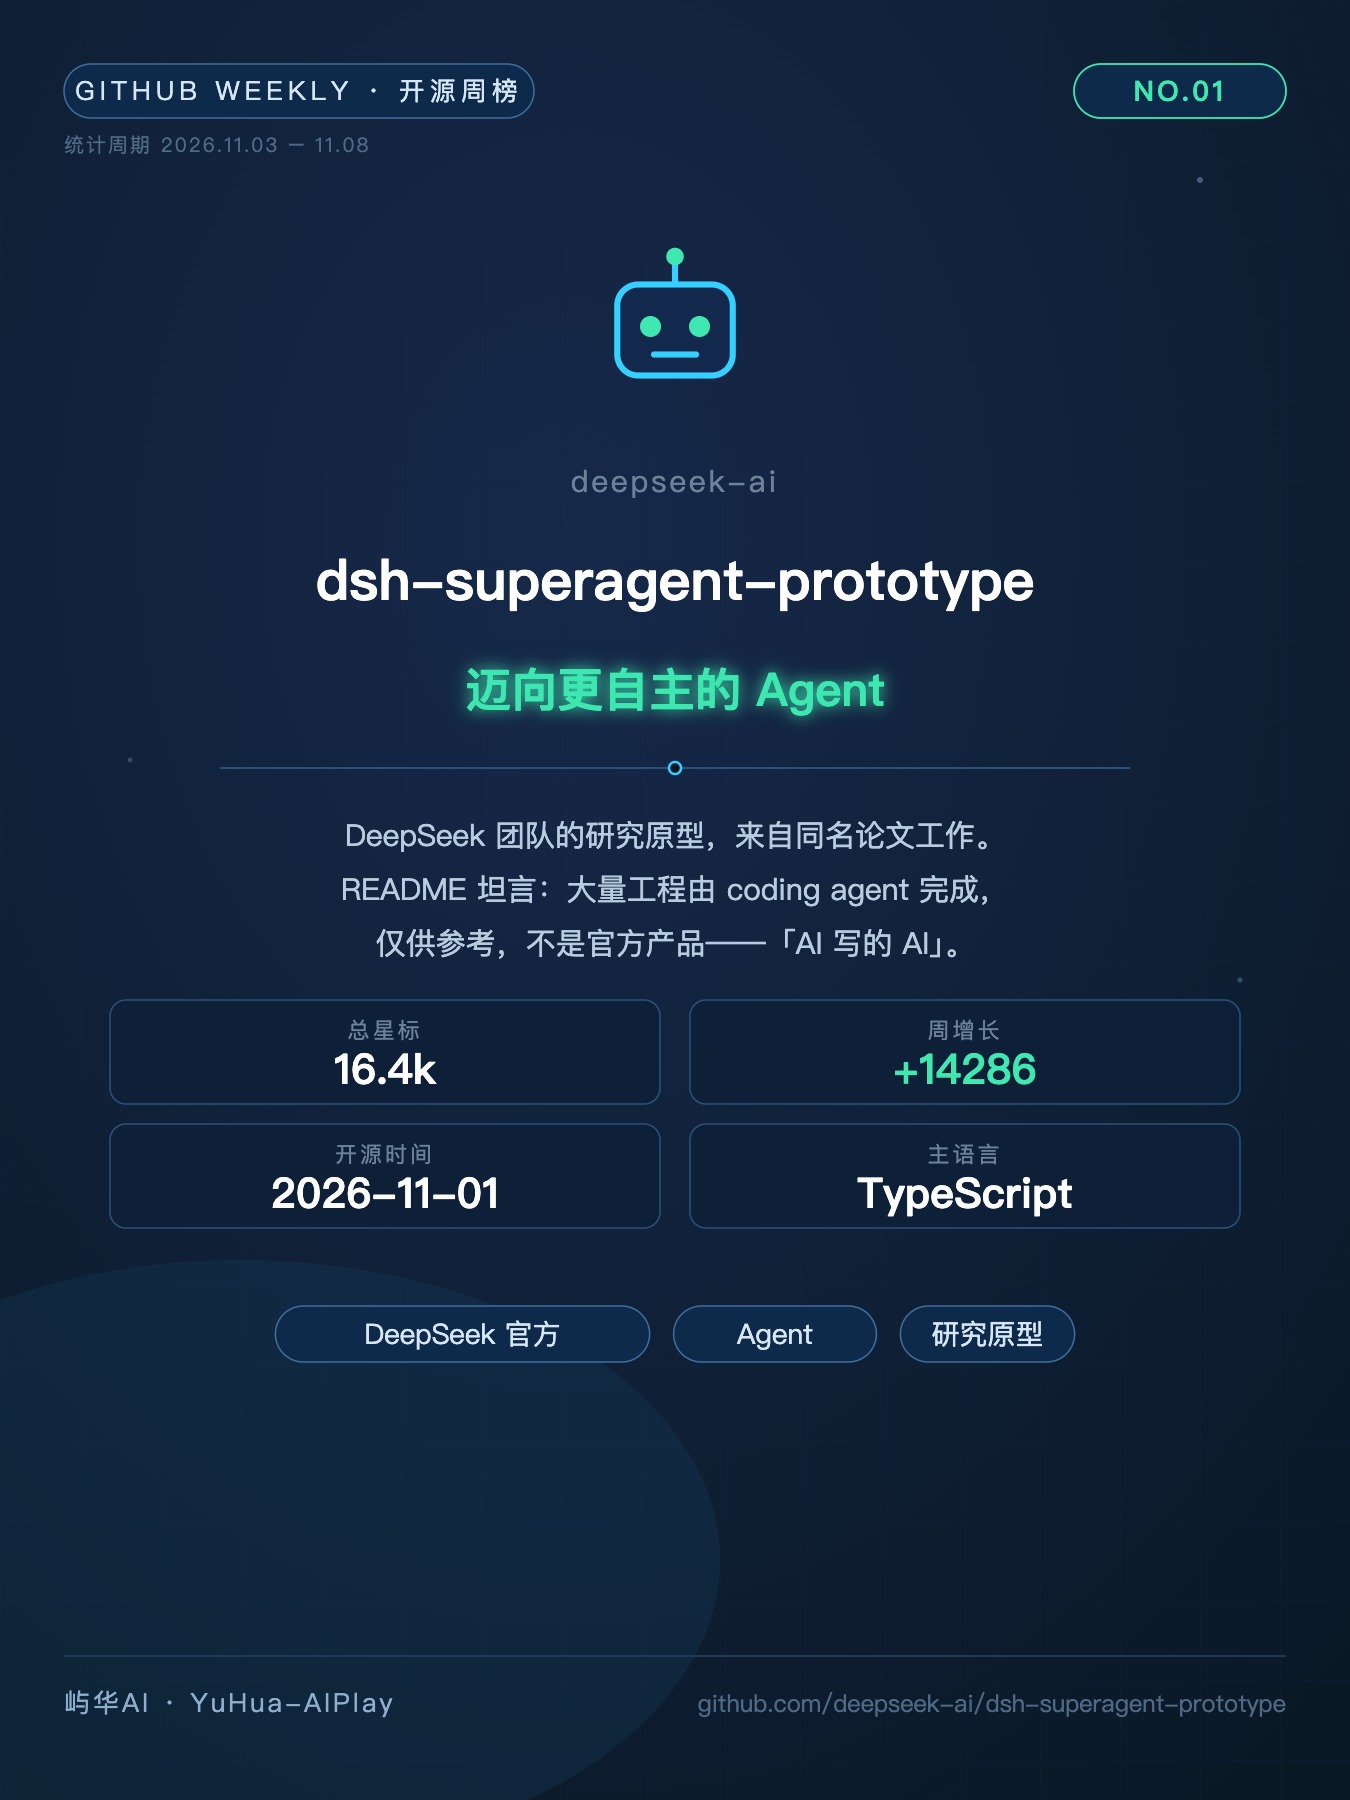 GITHUB WEEKLY · 开源周榜
NO.01
统计周期 2026.11.03 — 11.08
deepseek-ai
dsh-superagent-prototype
迈向更自主的 Agent
DeepSeek 团队的研究原型，来自同名论文工作。
README 坦言：大量工程由 coding agent 完成，
仅供参考，不是官方产品——「AI 写的 AI」。
总星标
16.4k
周增长
+14286
开源时间
2026-11-01
主语言
TypeScript
DeepSeek 官方
Agent
研究原型
屿华AI · YuHua-AIPlay
github.com/deepseek-ai/dsh-superagent-prototype